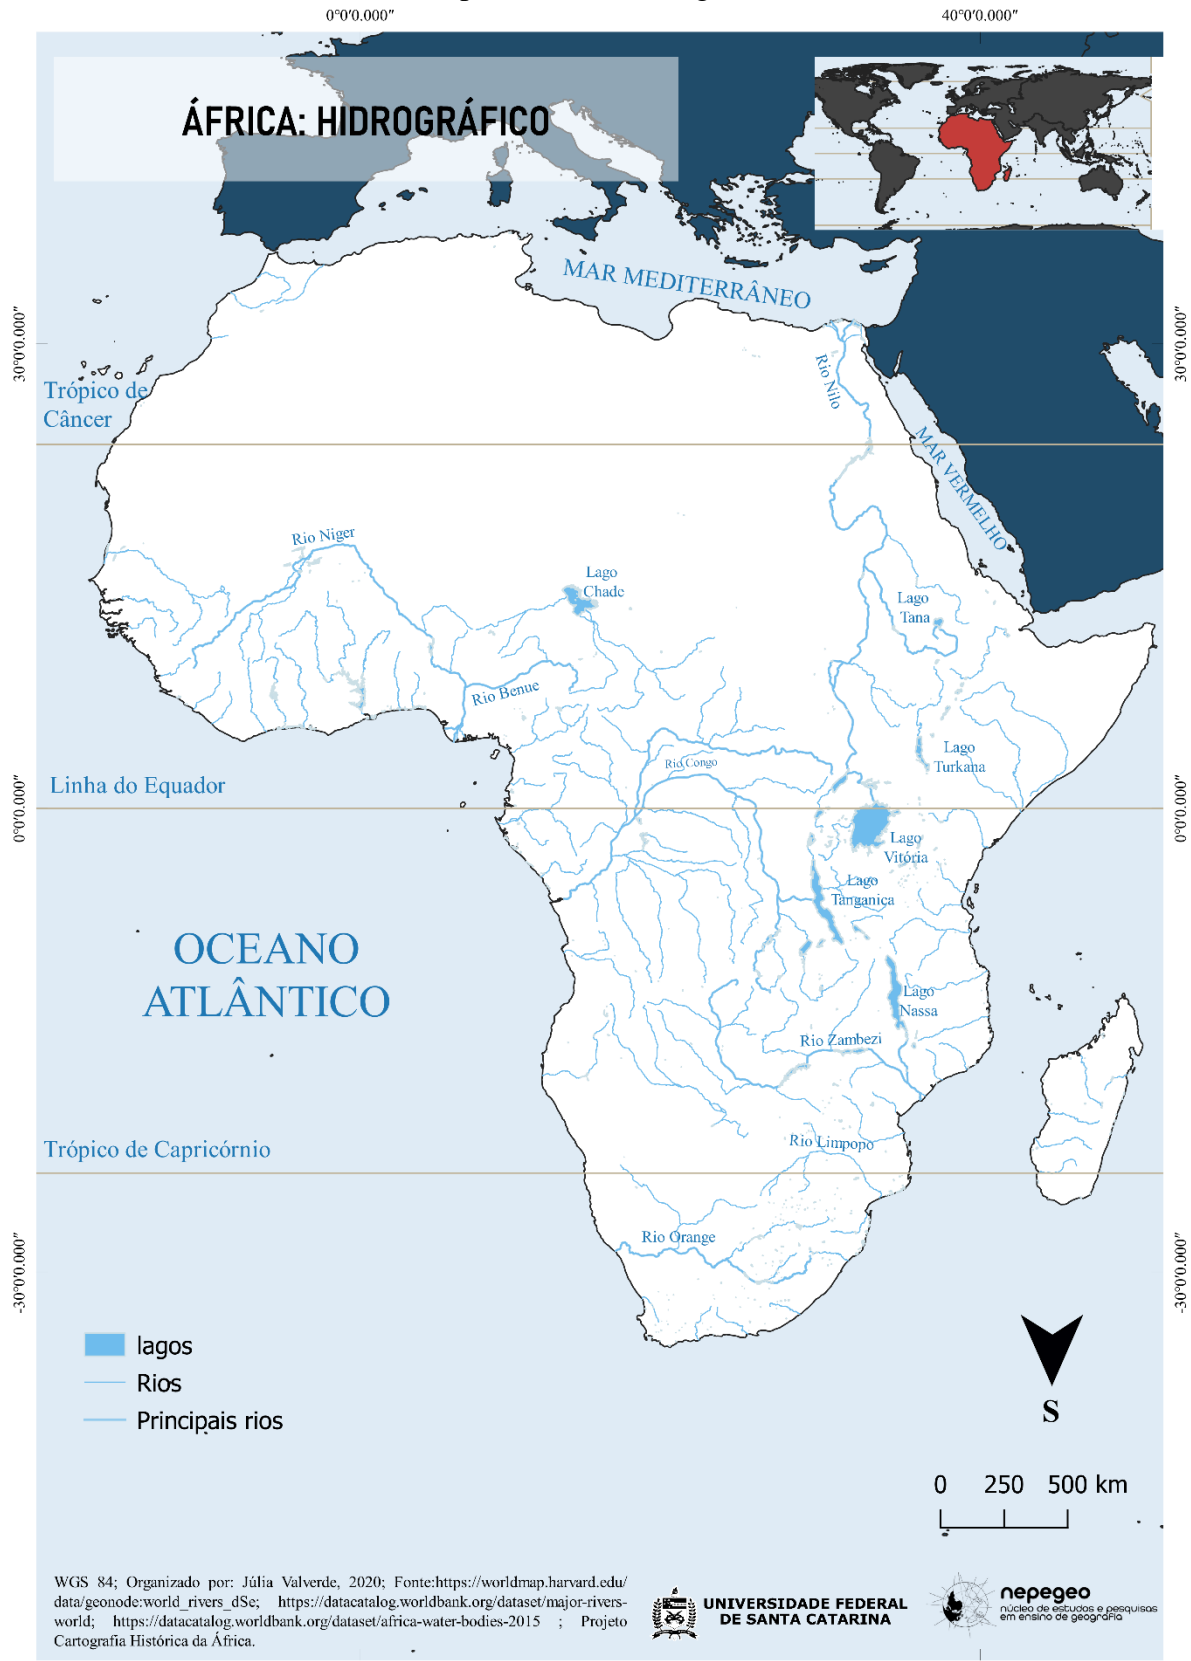 0°0′0.000″
40°0′0.000″
ÁFRICA: HIDROGRÁFICO
MAR MEDITERRÂNEO
30°0′0.000″
30°0′0.000″
Rio Nilo
Trópico de
Câncer
MAR VERMELHO
Rio Niger
Lago
Chade
Lago
Tana
Rio Benue
Lago
Turkana
Rio Congo
Linha do Equador
0°0′0.000″
0°0′0.000″
Lago
Vitória
Lago
Tanganica
OCEANO
ATLÂNTICO
Lago
Nassa
Rio Zambezi
Rio Limpopo
Trópico de Capricórnio
Rio Orange
-30°0′0.000″
-30°0′0.000″
lagos
Rios
Principais rios
S
0 250 500 km
WGS 84; Organizado por: Júlia Valverde, 2020; Fonte:https://worldmap.harvard.edu/
data/geonode:world_rivers_dSe; https://datacatalog.worldbank.org/dataset/major-rivers-
world; https://datacatalog.worldbank.org/dataset/africa-water-bodies-2015 ; Projeto
Cartografia Histórica da África.
UNIVERSIDADE FEDERAL
DE SANTA CATARINA
nepegeo
núcleo de estudos e pesquisas
em ensino de geografia